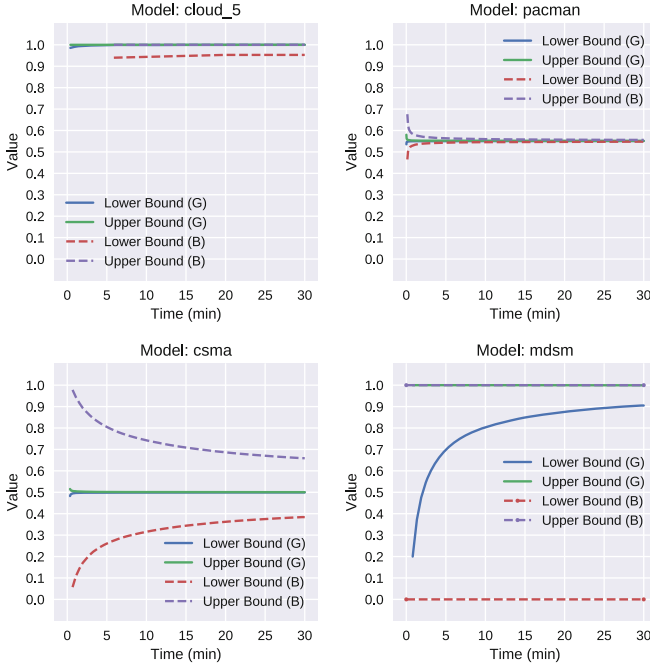 Model: cloud_5
1.0
0.9
0.8
0.7
0.6
0.5
0.4
0.3
0.2
0.1
0.0
Value
Lower Bound (G)
Upper Bound (G)
Lower Bound (B)
Upper Bound (B)
0 5 10 15 20 25 30
Time (min)
Model: pacman
1.0
0.9
0.8
0.7
0.6
0.5
0.4
0.3
0.2
0.1
0.0
Value
Lower Bound (G)
Upper Bound (G)
Lower Bound (B)
Upper Bound (B)
0 5 10 15 20 25 30
Time (min)
Model: csma
1.0
0.9
0.8
0.7
0.6
0.5
0.4
0.3
0.2
0.1
0.0
Value
Lower Bound (G)
Upper Bound (G)
Lower Bound (B)
Upper Bound (B)
0 5 10 15 20 25 30
Time (min)
Model: mdsm
1.0
0.9
0.8
0.7
0.6
0.5
0.4
0.3
0.2
0.1
0.0
Value
Lower Bound (G)
Upper Bound (G)
Lower Bound (B)
Upper Bound (B)
0 5 10 15 20 25 30
Time (min)